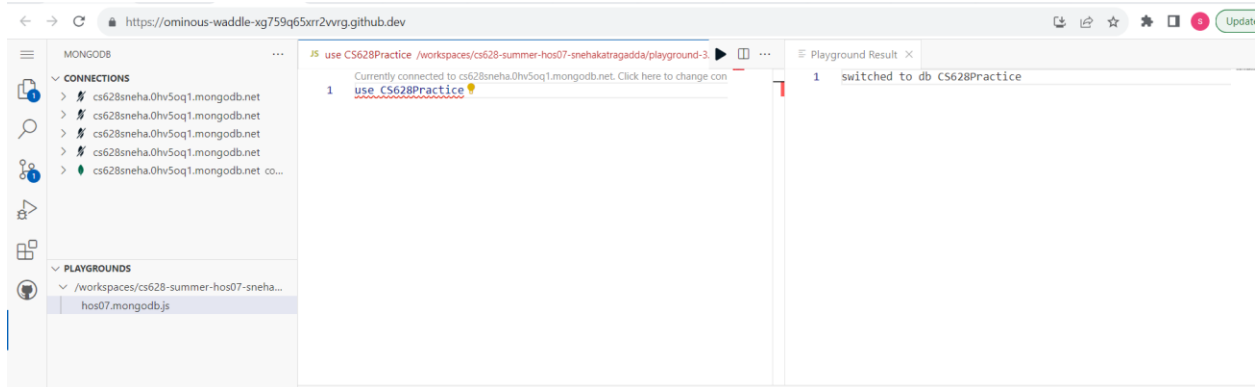 https://ominous-waddle-xg759q65xrr2vvrg.github.dev
S
Update
MONGODB
...
CONNECTIONS
cs628sneha.0hv5oq1.mongodb.net
cs628sneha.0hv5oq1.mongodb.net
cs628sneha.0hv5oq1.mongodb.net
cs628sneha.0hv5oq1.mongodb.net
cs628sneha.0hv5oq1.mongodb.net co...
1
1
PLAYGROUNDS
/workspaces/cs628-summer-hos07-sneha...
hos07.mongodb.js
JS use CS628Practice /workspaces/cs628-summer-hos07-snehakatragadda/playground-3.
...
Currently connected to cs628sneha.0hv5oq1.mongodb.net. Click here to change con
1 use CS628Practice
Playground Result
1 switched to db CS628Practice